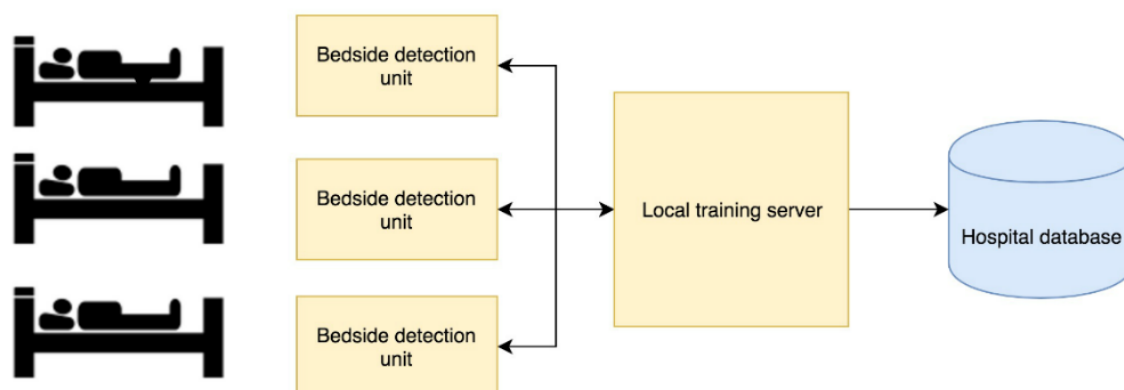 Bedside detection
unit
Bedside detection
unit
Local training server
Hospital database
Bedside detection
unit